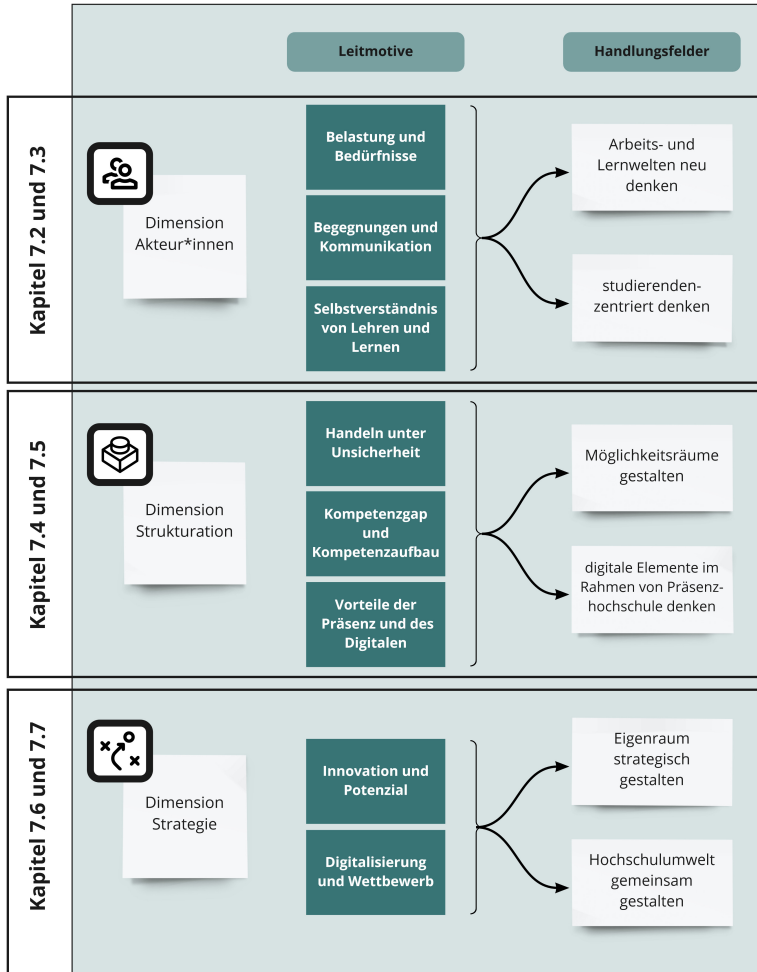 Leitmotive
Handlungsfelder
Kapitel 7.2 und 7.3
Dimension
Akteur*innen
Belastung und
Bedürfnisse
Begegnungen und
Kommunikation
Selbstverständnis
von Lehren und
Lernen
Arbeits- und
Lernwelten neu
denken
studierenden-
zentriert denken
Kapitel 7.4 und 7.5
Dimension
Strukturation
Handeln unter
Unsicherheit
Kompetenzgap
und
Kompetenzaufbau
Vorteile der
Präsenz und des
Digitalen
Möglichkeitsräume
gestalten
digitale Elemente im
Rahmen von Präsenz-
hochschule denken
Kapitel 7.6 und 7.7
Dimension
Strategie
Innovation und
Potenzial
Digitalisierung
und Wettbewerb
Eigenraum
strategisch
gestalten
Hochschulumwelt
gemeinsam
gestalten